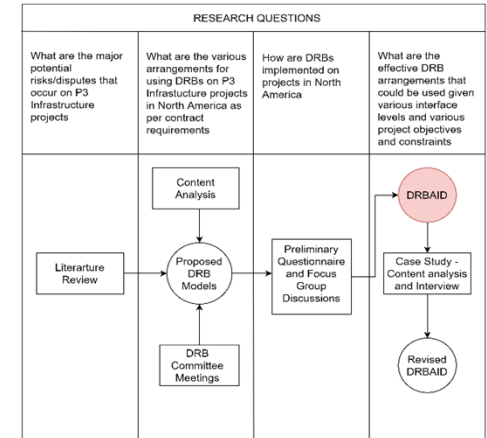 RESEARCH QUESTIONS
What are the major
potential
risks/disputes that
occur on P3
Infrastructure
projects
What are the various
arrangements for
using DRBs on P3
Infrastucture projects
in North America as
per contract
requirements
How are DRBs
implemented on
projects in North
America
What are the
effective DRB
arrangements that
could be used given
various interface
levels and various
project objectives
and constraints
Literarture
Review
Content
Analysis
Proposed
DRB
Models
DRB
Committee
Meetings
Preliminary
Questionnaire
and Focus
Group
Discussions
DRBAID
Case Study -
Content analysis
and Interview
Revised
DRBAID